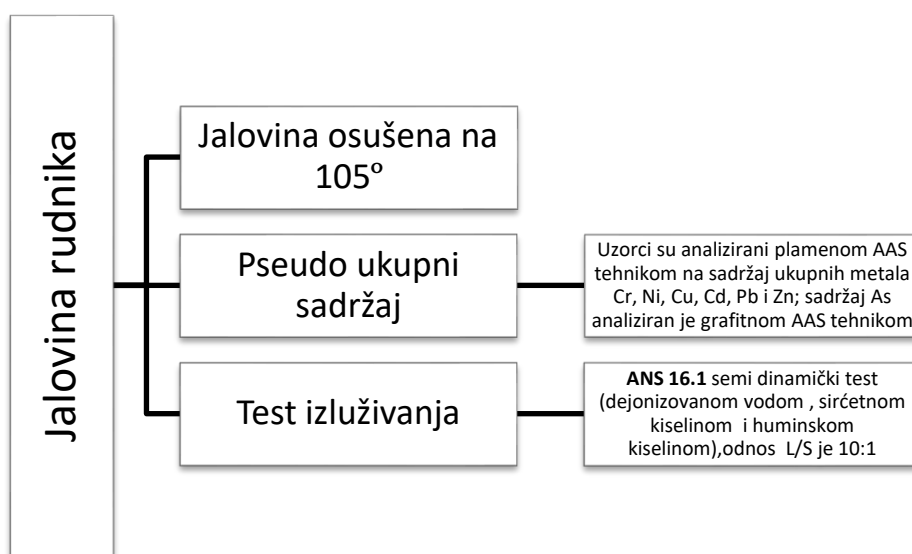 Jalovina rudnika
Jalovina osušena na
105°
Pseudo ukupni
sadržaj
Uzorci su analizirani plamenom AAS
tehnikom na sadržaj ukupnih metala
Cr, Ni, Cu, Cd, Pb i Zn; sadržaj As
analiziran je grafitnom AAS tehnikom
Test izluživanja
ANS 16.1 semi dinamički test
(dejonizovanom vodom , sirćetnom
kiselinom i huminskom
kiselinom),odnos L/S je 10:1